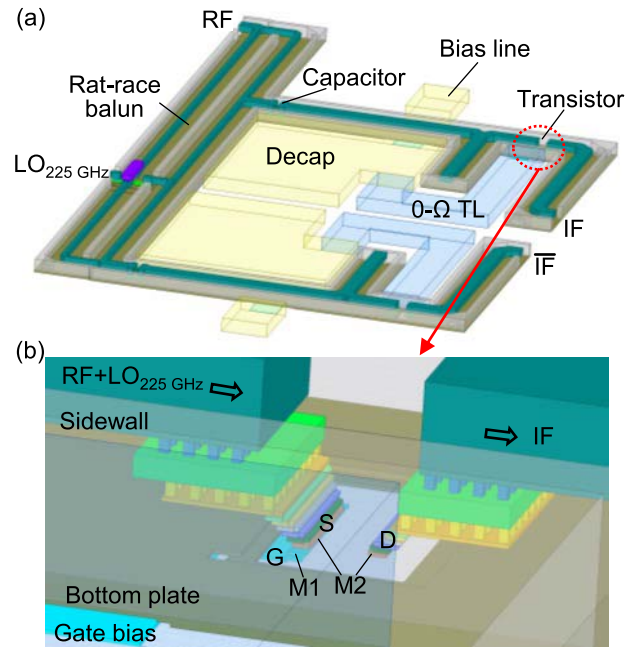 (a)
RF
Bias line
Rat-race
balun
Capacitor
Transistor
LO225 GHz
Decap
0-Ω TL
IF
I̅F̅
(b)
RF+LO225 GHz
Sidewall
IF
S
D
G
M1
M2
Bottom plate
Gate bias